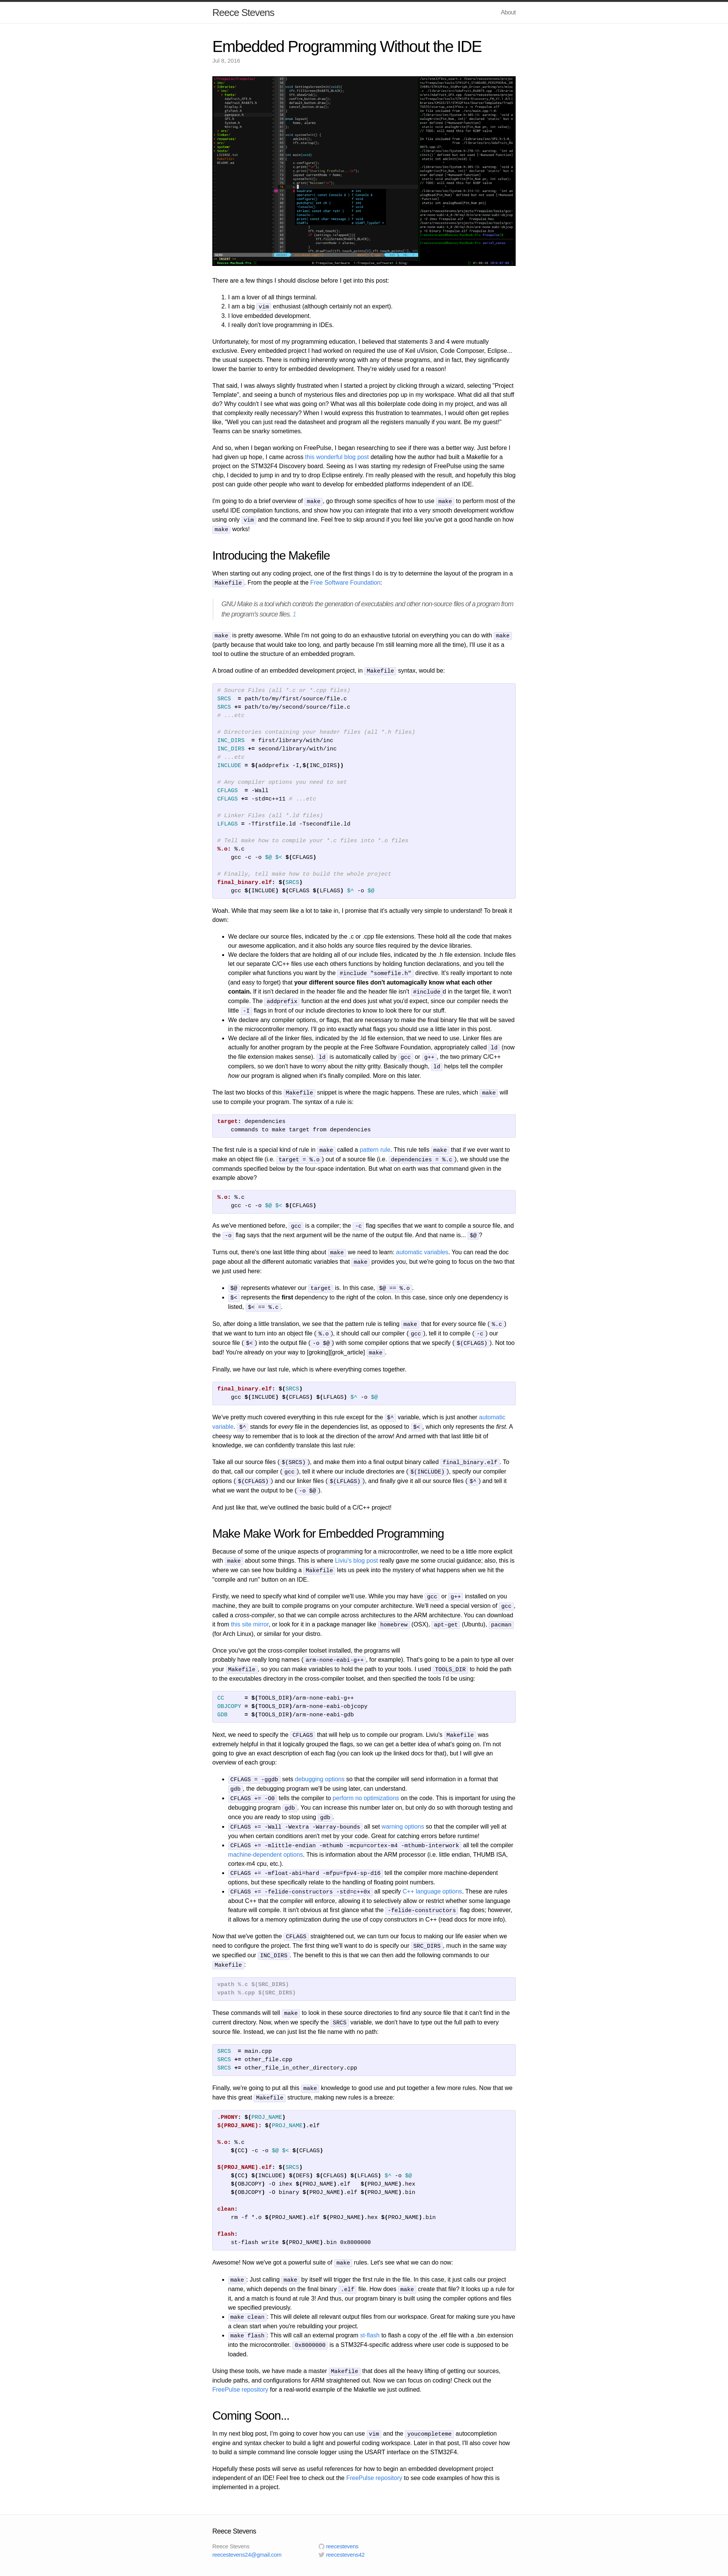 Reece Stevens
About
Embedded Programming Without the IDE
Jul 8, 2016
There are a few things I should disclose before I get into this post:
1. I am a lover of all things terminal.
2. I am a big vim enthusiast (although certainly not an expert).
3. I love embedded development.
4. I really don't love programming in IDEs.
Unfortunately, for most of my programming education, I believed that statements 3 and 4 were mutually
exclusive. Every embedded project I had worked on required the use of Keil uVision, Code Composer, Eclipse...
the usual suspects. There is nothing inherently wrong with any of these programs, and in fact, they significantly
lower the barrier to entry for embedded development. They're widely used for a reason!
That said, I was always slightly frustrated when I started a project by clicking through a wizard, selecting "Project
Template", and seeing a bunch of mysterious files and directories pop up in my workspace. What did all that stuff
do? Why couldn't I see what was going on? What was all this boilerplate code doing in my project, and was all
that complexity really necessary? When I would express this frustration to teammates, I would often get replies
like, "Well you can just read the datasheet and program all the registers manually if you want. Be my guest!"
Teams can be snarky sometimes.
And so, when I began working on FreePulse, I began researching to see if there was a better way. Just before I
had given up hope, I came across this wonderful blog post detailing how the author had built a Makefile for a
project on the STM32F4 Discovery board. Seeing as I was starting my redesign of FreePulse using the same
chip, I decided to jump in and try to drop Eclipse entirely. I'm really pleased with the result, and hopefully this blog
post can guide other people who want to develop for embedded platforms independent of an IDE.
I'm going to do a brief overview of make, go through some specifics of how to use make to perform most of the
useful IDE compilation functions, and show how you can integrate that into a very smooth development workflow
using only vim and the command line. Feel free to skip around if you feel like you've got a good handle on how
make works!
Introducing the Makefile
When starting out any coding project, one of the first things I do is try to determine the layout of the program in a
Makefile. From the people at the Free Software Foundation:
GNU Make is a tool which controls the generation of executables and other non-source files of a program from
the program's source files. 1
make is pretty awesome. While I'm not going to do an exhaustive tutorial on everything you can do with make
(partly because that would take too long, and partly because I'm still learning more all the time), I'll use it as a
tool to outline the structure of an embedded program.
A broad outline of an embedded development project, in Makefile syntax, would be:
# Source Files (all *.c or *.cpp files)
SRCS  = path/to/my/first/source/file.c
SRCS += path/to/my/second/source/file.c
# ...etc
# Directories containing your header files (all *.h files)
INC_DIRS  = first/library/with/inc
INC_DIRS += second/library/with/inc
# ...etc
INCLUDE = $(addprefix -I,$(INC_DIRS))
# Any compiler options you need to set
CFLAGS  = -Wall
CFLAGS += -std=c++11 # ...etc
# Linker Files (all *.ld files)
LFLAGS = -Tfirstfile.ld -Tsecondfile.ld
# Tell make how to compile your *.c files into *.o files
%.o: %.c
gcc -c -o $@ $< $(CFLAGS)
# Finally, tell make how to build the whole project
final_binary.elf: $(SRCS)
gcc $(INCLUDE) $(CFLAGS $(LFLAGS) $^ -o $@
Woah. While that may seem like a lot to take in, I promise that it's actually very simple to understand! To break it
down:
• We declare our source files, indicated by the .c or .cpp file extensions. These hold all the code that makes
our awesome application, and it also holds any source files required by the device libraries.
• We declare the folders that are holding all of our include files, indicated by the .h file extension. Include files
let our separate C/C++ files use each others functions by holding function declarations, and you tell the
compiler what functions you want by the #include "somefile.h" directive. It's really important to note
(and easy to forget) that your different source files don't automagically know what each other
contain. If it isn't declared in the header file and the header file isn't #include d in the target file, it won't
compile. The addprefix function at the end does just what you'd expect, since our compiler needs the
little -I flags in front of our include directories to know to look there for our stuff.
• We declare any compiler options, or flags, that are necessary to make the final binary file that will be saved
in the microcontroller memory. I'll go into exactly what flags you should use a little later in this post.
• We declare all of the linker files, indicated by the .ld file extension, that we need to use. Linker files are
actually for another program by the people at the Free Software Foundation, appropriately called ld (now
the file extension makes sense). ld is automatically called by gcc or g++, the two primary C/C++
compilers, so we don't have to worry about the nitty gritty. Basically though, ld helps tell the compiler
how our program is aligned when it's finally compiled. More on this later.
The last two blocks of this Makefile snippet is where the magic happens. These are rules, which make will
use to compile your program. The syntax of a rule is:
target: dependencies
commands to make target from dependencies
The first rule is a special kind of rule in make called a pattern rule. This rule tells make that if we ever want to
make an object file (i.e. target = %.o) out of a source file (i.e. dependencies = %.c), we should use the
commands specified below by the four-space indentation. But what on earth was that command given in the
example above?
%.o: %.c
gcc -c -o $@ $< $(CFLAGS)
As we've mentioned before, gcc is a compiler; the -c flag specifies that we want to compile a source file, and
the -o flag says that the next argument will be the name of the output file. And that name is... $@ ?
Turns out, there's one last little thing about make we need to learn: automatic variables. You can read the doc
page about all the different automatic variables that make provides you, but we're going to focus on the two that
we just used here:
• $@ represents whatever our target is. In this case, $@ == %.o.
• $< represents the first dependency to the right of the colon. In this case, since only one dependency is
listed, $< == %.c.
So, after doing a little translation, we see that the pattern rule is telling make that for every source file (%.c)
that we want to turn into an object file (%.o), it should call our compiler (gcc), tell it to compile (-c) our
source file ($<) into the output file (-o $@) with some compiler options that we specify ($(CFLAGS)). Not too
bad! You're already on your way to [groking][grok_article] make.
Finally, we have our last rule, which is where everything comes together.
final_binary.elf: $(SRCS)
gcc $(INCLUDE) $(CFLAGS) $(LFLAGS) $^ -o $@
We've pretty much covered everything in this rule except for the $^ variable, which is just another automatic
variable. $^ stands for every file in the dependencies list, as opposed to $<, which only represents the first. A
cheesy way to remember that is to look at the direction of the arrow! And armed with that last little bit of
knowledge, we can confidently translate this last rule:
Take all our source files ($(SRCS)), and make them into a final output binary called final_binary.elf. To
do that, call our compiler (gcc), tell it where our include directories are ($(INCLUDE)), specify our compiler
options ($(CFLAGS)) and our linker files ($(LFLAGS)), and finally give it all our source files ($^) and tell it
what we want the output to be (-o $@).
And just like that, we've outlined the basic build of a C/C++ project!
Make Make Work for Embedded Programming
Because of some of the unique aspects of programming for a microcontroller, we need to be a little more explicit
with make about some things. This is where Liviu's blog post really gave me some crucial guidance; also, this is
where we can see how building a Makefile lets us peek into the mystery of what happens when we hit the
"compile and run" button on an IDE.
Firstly, we need to specify what kind of compiler we'll use. While you may have gcc or g++ installed on you
machine, they are built to compile programs on your computer architecture. We'll need a special version of gcc,
called a cross-compiler, so that we can compile across architectures to the ARM architecture. You can download
it from this site mirror, or look for it in a package manager like homebrew (OSX), apt-get (Ubuntu), pacman
(for Arch Linux), or similar for your distro.
Once you've got the cross-compiler toolset installed, the programs will
probably have really long names (arm-none-eabi-g++, for example). That's going to be a pain to type all over
your Makefile, so you can make variables to hold the path to your tools. I used TOOLS_DIR to hold the path
to the executables directory in the cross-compiler toolset, and then specified the tools I'd be using:
CC      = $(TOOLS_DIR)/arm-none-eabi-g++
OBJCOPY = $(TOOLS_DIR)/arm-none-eabi-objcopy
GDB     = $(TOOLS_DIR)/arm-none-eabi-gdb
Next, we need to specify the CFLAGS that will help us to compile our program. Liviu's Makefile was
extremely helpful in that it logically grouped the flags, so we can get a better idea of what's going on. I'm not
going to give an exact description of each flag (you can look up the linked docs for that), but I will give an
overview of each group:
• CFLAGS = -ggdb sets debugging options so that the compiler will send information in a format that
gdb, the debugging program we'll be using later, can understand.
• CFLAGS += -O0 tells the compiler to perform no optimizations on the code. This is important for using the
debugging program gdb. You can increase this number later on, but only do so with thorough testing and
once you are ready to stop using gdb.
• CFLAGS += -Wall -Wextra -Warray-bounds all set warning options so that the compiler will yell at
you when certain conditions aren't met by your code. Great for catching errors before runtime!
• CFLAGS += -mlittle-endian -mthumb -mcpu=cortex-m4 -mthumb-interwork all tell the compiler
machine-dependent options. This is information about the ARM processor (i.e. little endian, THUMB ISA,
cortex-m4 cpu, etc.).
• CFLAGS += -mfloat-abi=hard -mfpu=fpv4-sp-d16 tell the compiler more machine-dependent
options, but these specifically relate to the handling of floating point numbers.
• CFLAGS += -felide-constructors -std=c++0x all specify C++ language options. These are rules
about C++ that the compiler will enforce, allowing it to selectively allow or restrict whether some language
feature will compile. It isn't obvious at first glance what the -felide-constructors flag does; however,
it allows for a memory optimization during the use of copy constructors in C++ (read docs for more info).
Now that we've gotten the CFLAGS straightened out, we can turn our focus to making our life easier when we
need to configure the project. The first thing we'll want to do is specify our SRC_DIRS, much in the same way
we specified our INC_DIRS. The benefit to this is that we can then add the following commands to our
Makefile:
vpath %.c $(SRC_DIRS)
vpath %.cpp $(SRC_DIRS)
These commands will tell make to look in these source directories to find any source file that it can't find in the
current directory. Now, when we specify the SRCS variable, we don't have to type out the full path to every
source file. Instead, we can just list the file name with no path:
SRCS  = main.cpp
SRCS += other_file.cpp
SRCS += other_file_in_other_directory.cpp
Finally, we're going to put all this make knowledge to good use and put together a few more rules. Now that we
have this great Makefile structure, making new rules is a breeze:
.PHONY: $(PROJ_NAME)
$(PROJ_NAME): $(PROJ_NAME).elf
%.o: %.c
$(CC) -c -o $@ $< $(CFLAGS)
$(PROJ_NAME).elf: $(SRCS)
$(CC) $(INCLUDE) $(DEFS) $(CFLAGS) $(LFLAGS) $^ -o $@
$(OBJCOPY) -O ihex $(PROJ_NAME).elf   $(PROJ_NAME).hex
$(OBJCOPY) -O binary $(PROJ_NAME).elf $(PROJ_NAME).bin
clean:
rm -f *.o $(PROJ_NAME).elf $(PROJ_NAME).hex $(PROJ_NAME).bin
flash:
st-flash write $(PROJ_NAME).bin 0x8000000
Awesome! Now we've got a powerful suite of make rules. Let's see what we can do now:
• make: Just calling make by itself will trigger the first rule in the file. In this case, it just calls our project
name, which depends on the final binary .elf file. How does make create that file? It looks up a rule for
it, and a match is found at rule 3! And thus, our program binary is built using the compiler options and files
we specified previously.
• make clean: This will delete all relevant output files from our workspace. Great for making sure you have
a clean start when you're rebuilding your project.
• make flash: This will call an external program st-flash to flash a copy of the .elf file with a .bin extension
into the microcontroller. 0x8000000 is a STM32F4-specific address where user code is supposed to be
loaded.
Using these tools, we have made a master Makefile that does all the heavy lifting of getting our sources,
include paths, and configurations for ARM straightened out. Now we can focus on coding! Check out the
FreePulse repository for a real-world example of the Makefile we just outlined.
Coming Soon...
In my next blog post, I'm going to cover how you can use vim and the youcompleteme autocompletion
engine and syntax checker to build a light and powerful coding workspace. Later in that post, I'll also cover how
to build a simple command line console logger using the USART interface on the STM32F4.
Hopefully these posts will serve as useful references for how to begin an embedded development project
independent of an IDE! Feel free to check out the FreePulse repository to see code examples of how this is
implemented in a project.
Reece Stevens
Reece Stevens
reecestevens24@gmail.com
reecestevens
reecestevens42